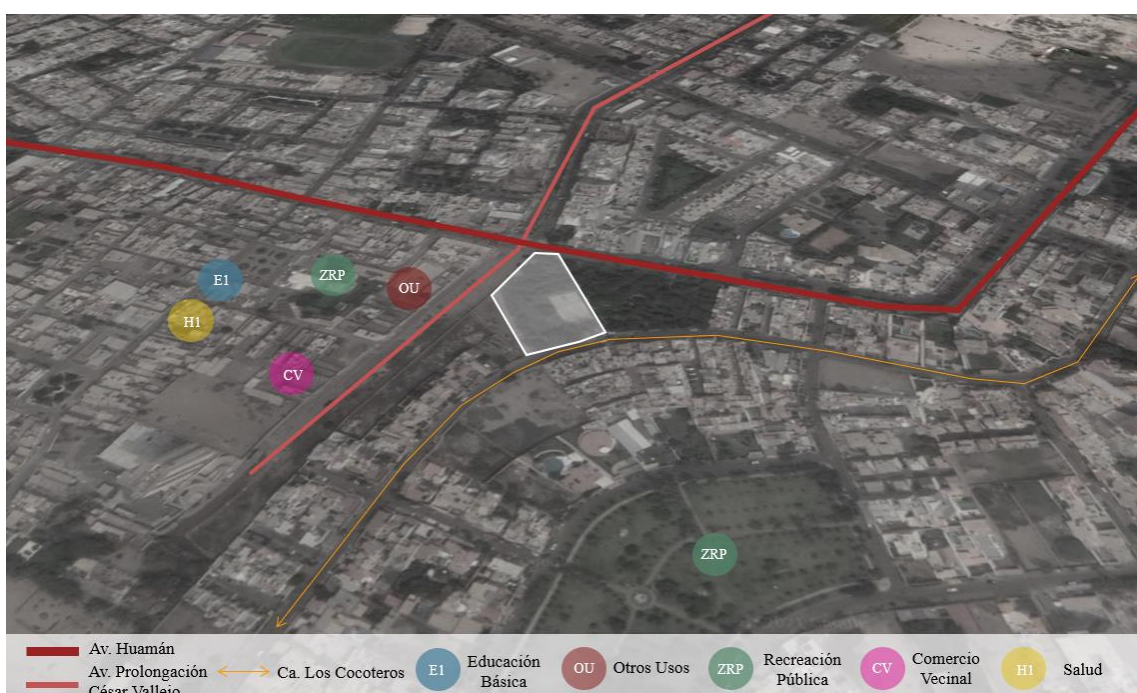 E1
ZRP
OU
H1
CV
ZRP
Av. Huamán
Av. Prolongación
César Vallejo
Ca. Los Cocoteros
E1
Educación
Básica
OU
Otros Usos
ZRP
Recreación
Pública
CV
Comercio
Vecinal
H1
Salud